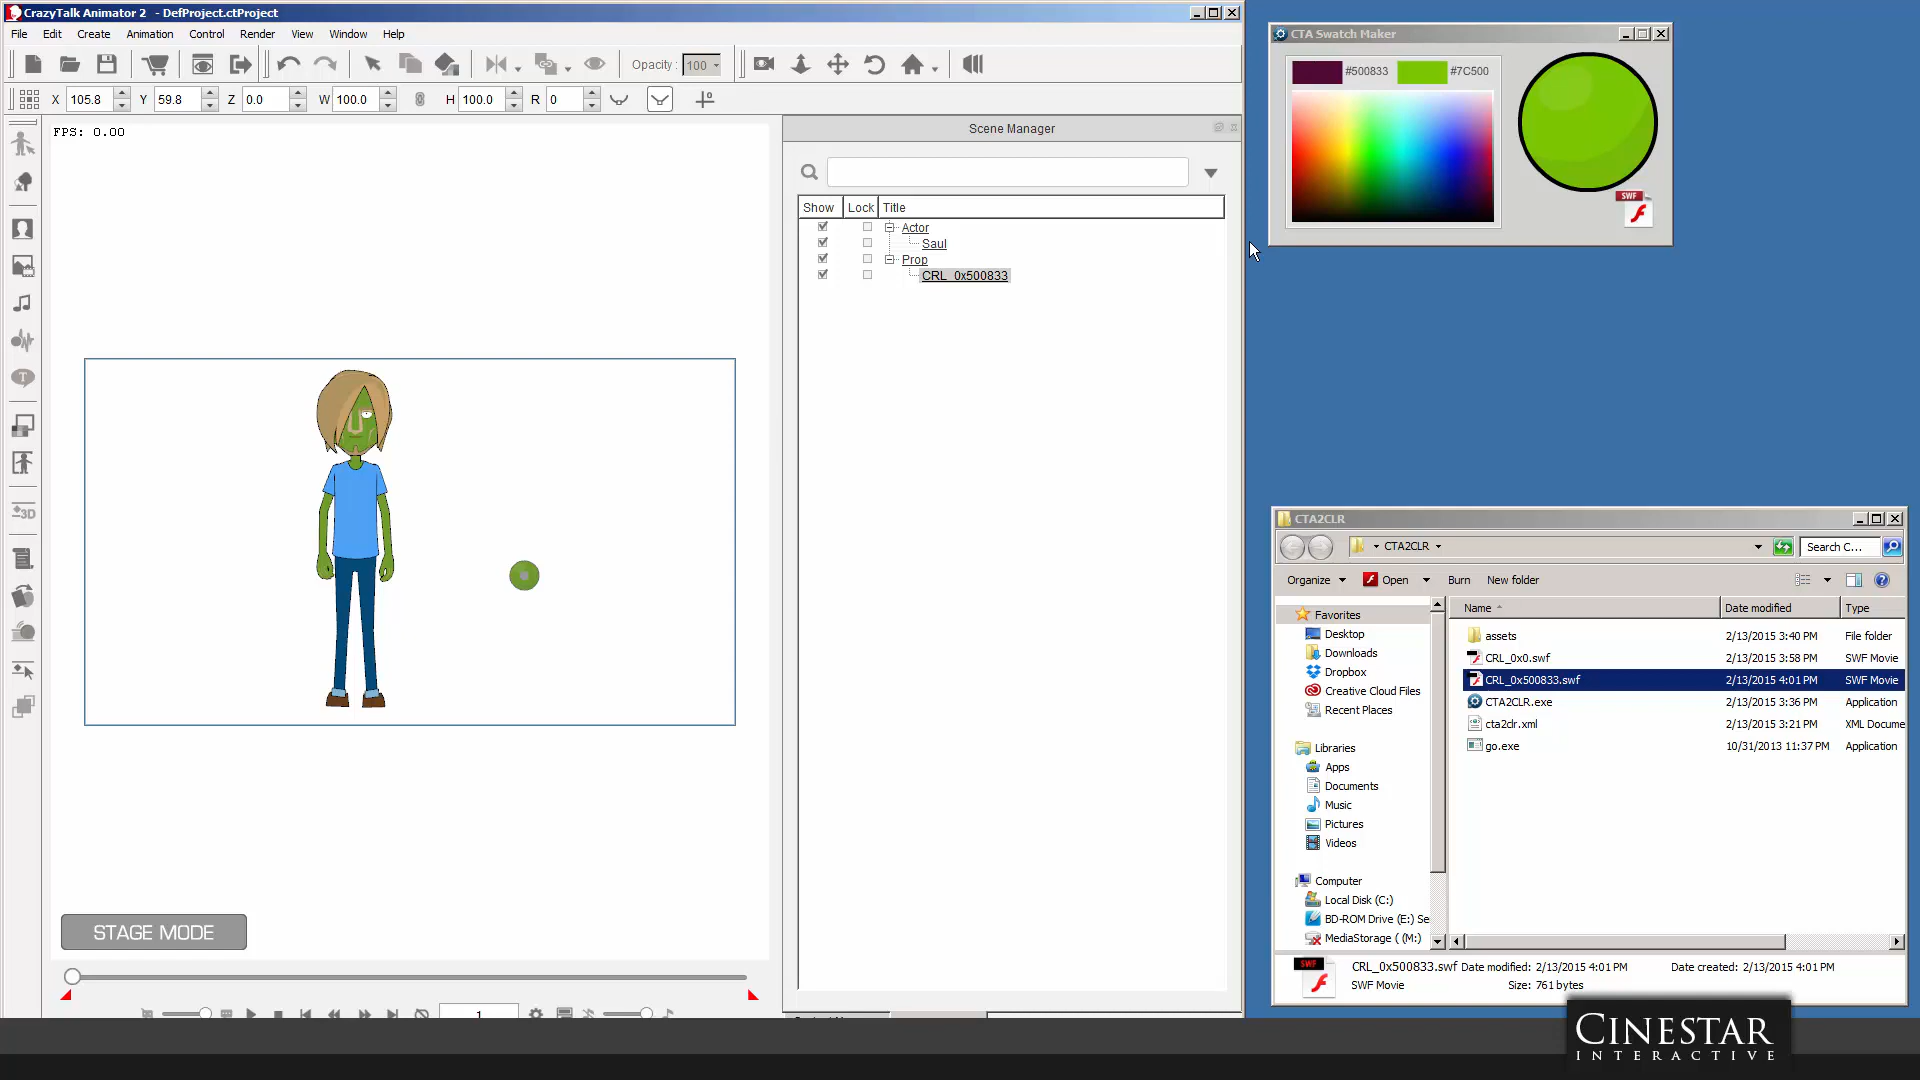 CrazyTalk Animator 2 - DefProject.ctProject
File Edit Create Animation Control Render View Window Help
Opacity : 100
X 105.8 Y 59.8 Z 0.0 W 100.0 H 100.0 R 0
FPS: 0.00
Scene Manager
Show Lock Title
Actor
Saul
Prop
CRL_0x500833
STAGE MODE
1
CTA Swatch Maker
#500833 #7C500
SWF
CTA2CLR
CTA2CLR
Search C...
Organize Open Burn New folder
Name Date modified Type
Favorites
Desktop
Downloads
Dropbox
Creative Cloud Files
Recent Places
Libraries
Apps
Documents
Music
Pictures
Videos
Computer
Local Disk (C:)
BD-ROM Drive (E:) Se
MediaStorage ( (M:)
assets 2/13/2015 3:40 PM File folder
CRL_0x0.swf 2/13/2015 3:58 PM SWF Movie
CRL_0x500833.swf 2/13/2015 4:01 PM SWF Movie
CTA2CLR.exe 2/13/2015 3:36 PM Application
cta2clr.xml 2/13/2015 3:21 PM XML Docume
go.exe 10/31/2013 11:37 PM Application
SWF
CRL_0x500833.swf Date modified: 2/13/2015 4:01 PM Date created: 2/13/2015 4:01 PM
SWF Movie Size: 761 bytes
CINESTAR
INTERACTIVE